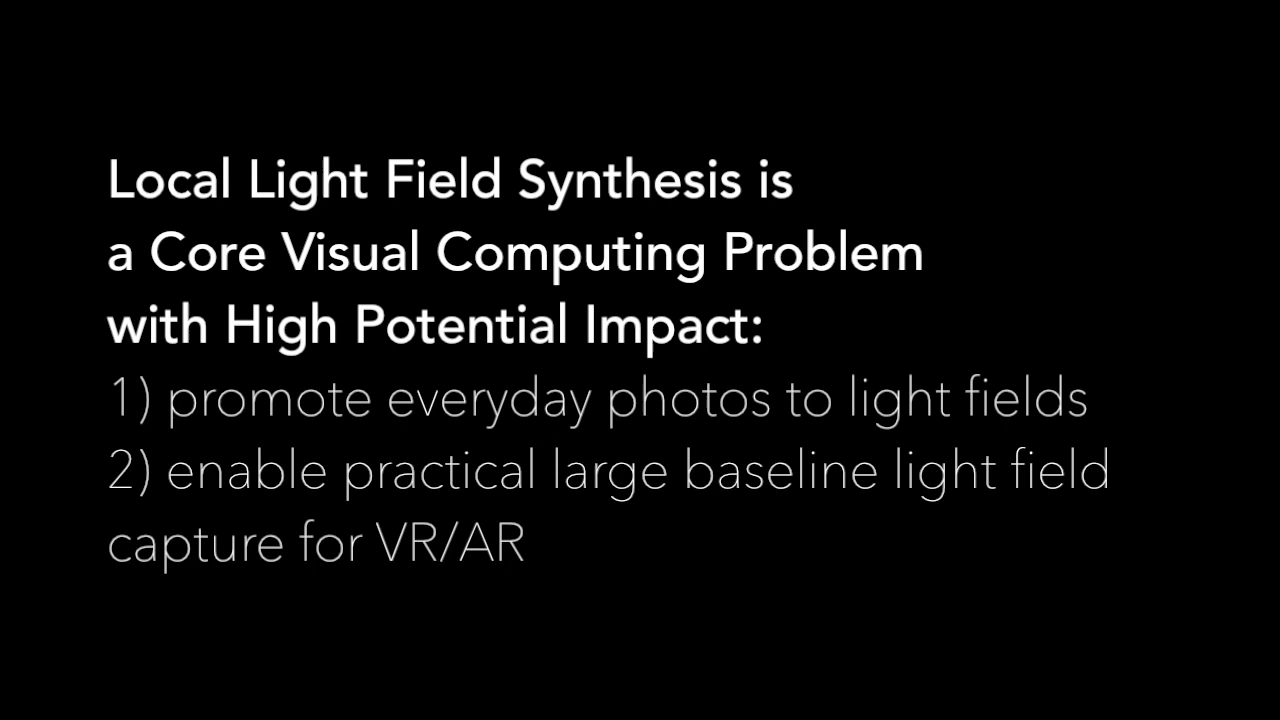 Local Light Field Synthesis is
a Core Visual Computing Problem
with High Potential Impact:
1) promote everyday photos to light fields
2) enable practical large baseline light field
capture for VR/AR